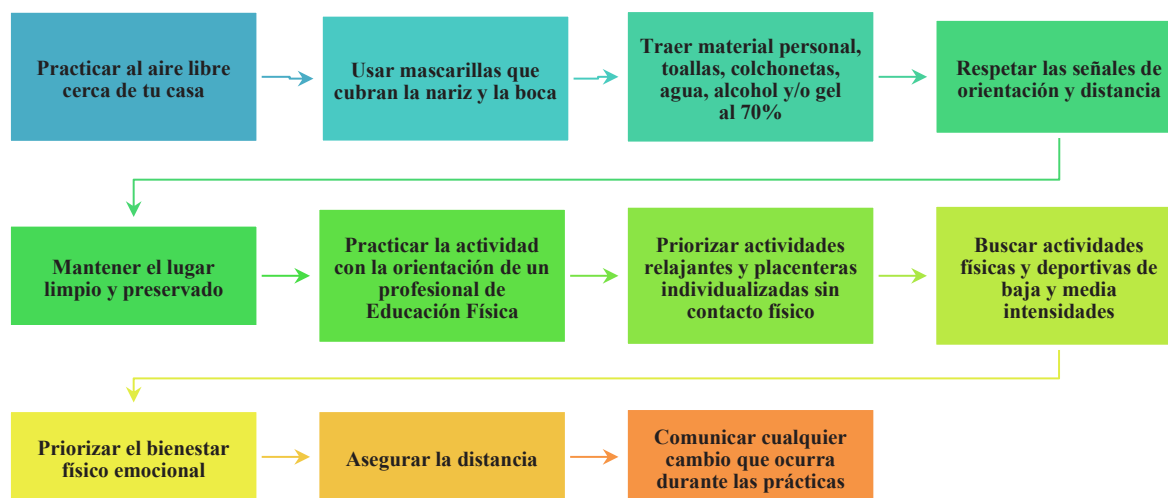 Practicar al aire libre
cerca de tu casa
Usar mascarillas que
cubran la nariz y la boca
Traer material personal,
toallas, colchonetas,
agua, alcohol y/o gel
al 70%
Respetar las señales de
orientación y distancia
Mantener el lugar
limpio y preservado
Practicar la actividad
con la orientación de un
profesional de
Educación Física
Priorizar actividades
relajantes y placenteras
individualizadas sin
contacto físico
Buscar actividades
físicas y deportivas de
baja y media
intensidades
Priorizar el bienestar
físico emocional
Asegurar la distancia
Comunicar cualquier
cambio que ocurra
durante las prácticas